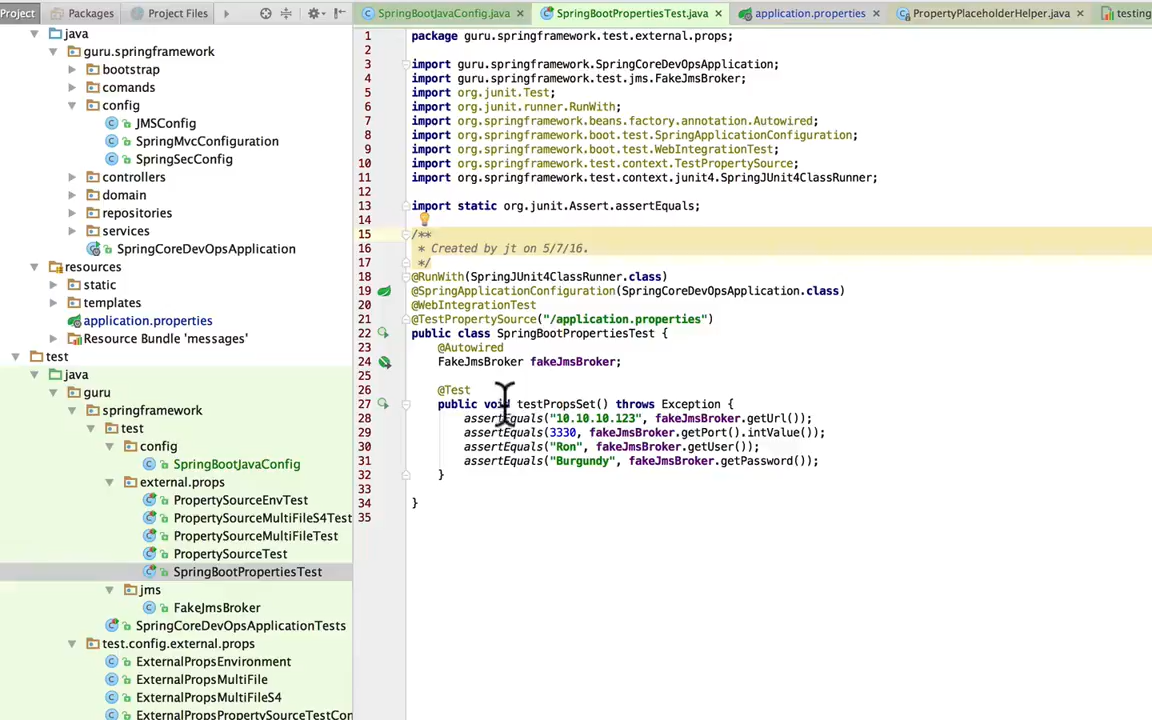 Project Packages Project Files
SpringBootJavaConfig.java SpringBootPropertiesTest.java application.properties PropertyPlaceholderHelper.java testing
java
guru.springframework
bootstrap
comands
config
JMSConfig
SpringMvcConfiguration
SpringSecConfig
controllers
domain
repositories
services
SpringCoreDevOpsApplication
resources
static
templates
application.properties
Resource Bundle 'messages'
test
java
guru
springframework
test
config
SpringBootJavaConfig
external.props
PropertySourceEnvTest
PropertySourceMultiFileS4Test
PropertySourceMultiFileTest
PropertySourceTest
SpringBootPropertiesTest
jms
FakeJmsBroker
SpringCoreDevOpsApplicationTests
test.config.external.props
ExternalPropsEnvironment
ExternalPropsMultiFile
ExternalPropsMultiFileS4
ExternalPropsPropertySourceTestCon
1 package guru.springframework.test.external.props;
2
3 import guru.springframework.SpringCoreDevOpsApplication;
4 import guru.springframework.test.jms.FakeJmsBroker;
5 import org.junit.Test;
6 import org.junit.runner.RunWith;
7 import org.springframework.beans.factory.annotation.Autowired;
8 import org.springframework.boot.test.SpringApplicationConfiguration;
9 import org.springframework.boot.test.WebIntegrationTest;
10 import org.springframework.test.context.TestPropertySource;
11 import org.springframework.test.context.junit4.SpringJUnit4ClassRunner;
12
13 import static org.junit.Assert.assertEquals;
14
15 /**
16 * Created by jt on 5/7/16.
17 */
18 @RunWith(SpringJUnit4ClassRunner.class)
19 @SpringApplicationConfiguration(SpringCoreDevOpsApplication.class)
20 @WebIntegrationTest
21 @TestPropertySource("/application.properties")
22 public class SpringBootPropertiesTest {
23 @Autowired
24 FakeJmsBroker fakeJmsBroker;
25
26 @Test
27 public void testPropsSet() throws Exception {
28 assertEquals("10.10.10.123", fakeJmsBroker.getUrl());
29 assertEquals(3330, fakeJmsBroker.getPort().intValue());
30 assertEquals("Ron", fakeJmsBroker.getUser());
31 assertEquals("Burgundy", fakeJmsBroker.getPassword());
32 }
33
34 }
35